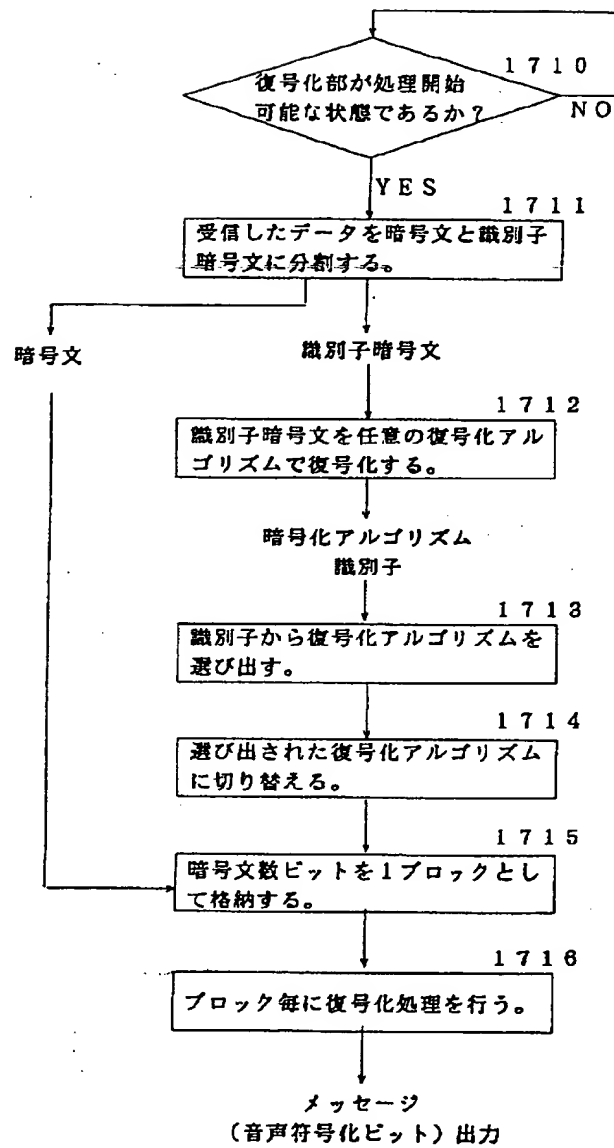 1710
復号化部が処理開始
可能な状態であるか？
NO
YES
1711
受信したデータを暗号文と識別子
暗号文に分割する。
暗号文
識別子暗号文
1712
識別子暗号文を任意の復号化アル
ゴリズムで復号化する。
暗号化アルゴリズム
識別子
1713
識別子から復号化アルゴリズムを
選び出す。
1714
選び出された復号化アルゴリズム
に切り替える。
1715
暗号文数ビットを1ブロックとし
て格納する。
1716
ブロック毎に復号化処理を行う。
メッセージ
（音声符号化ビット）出力